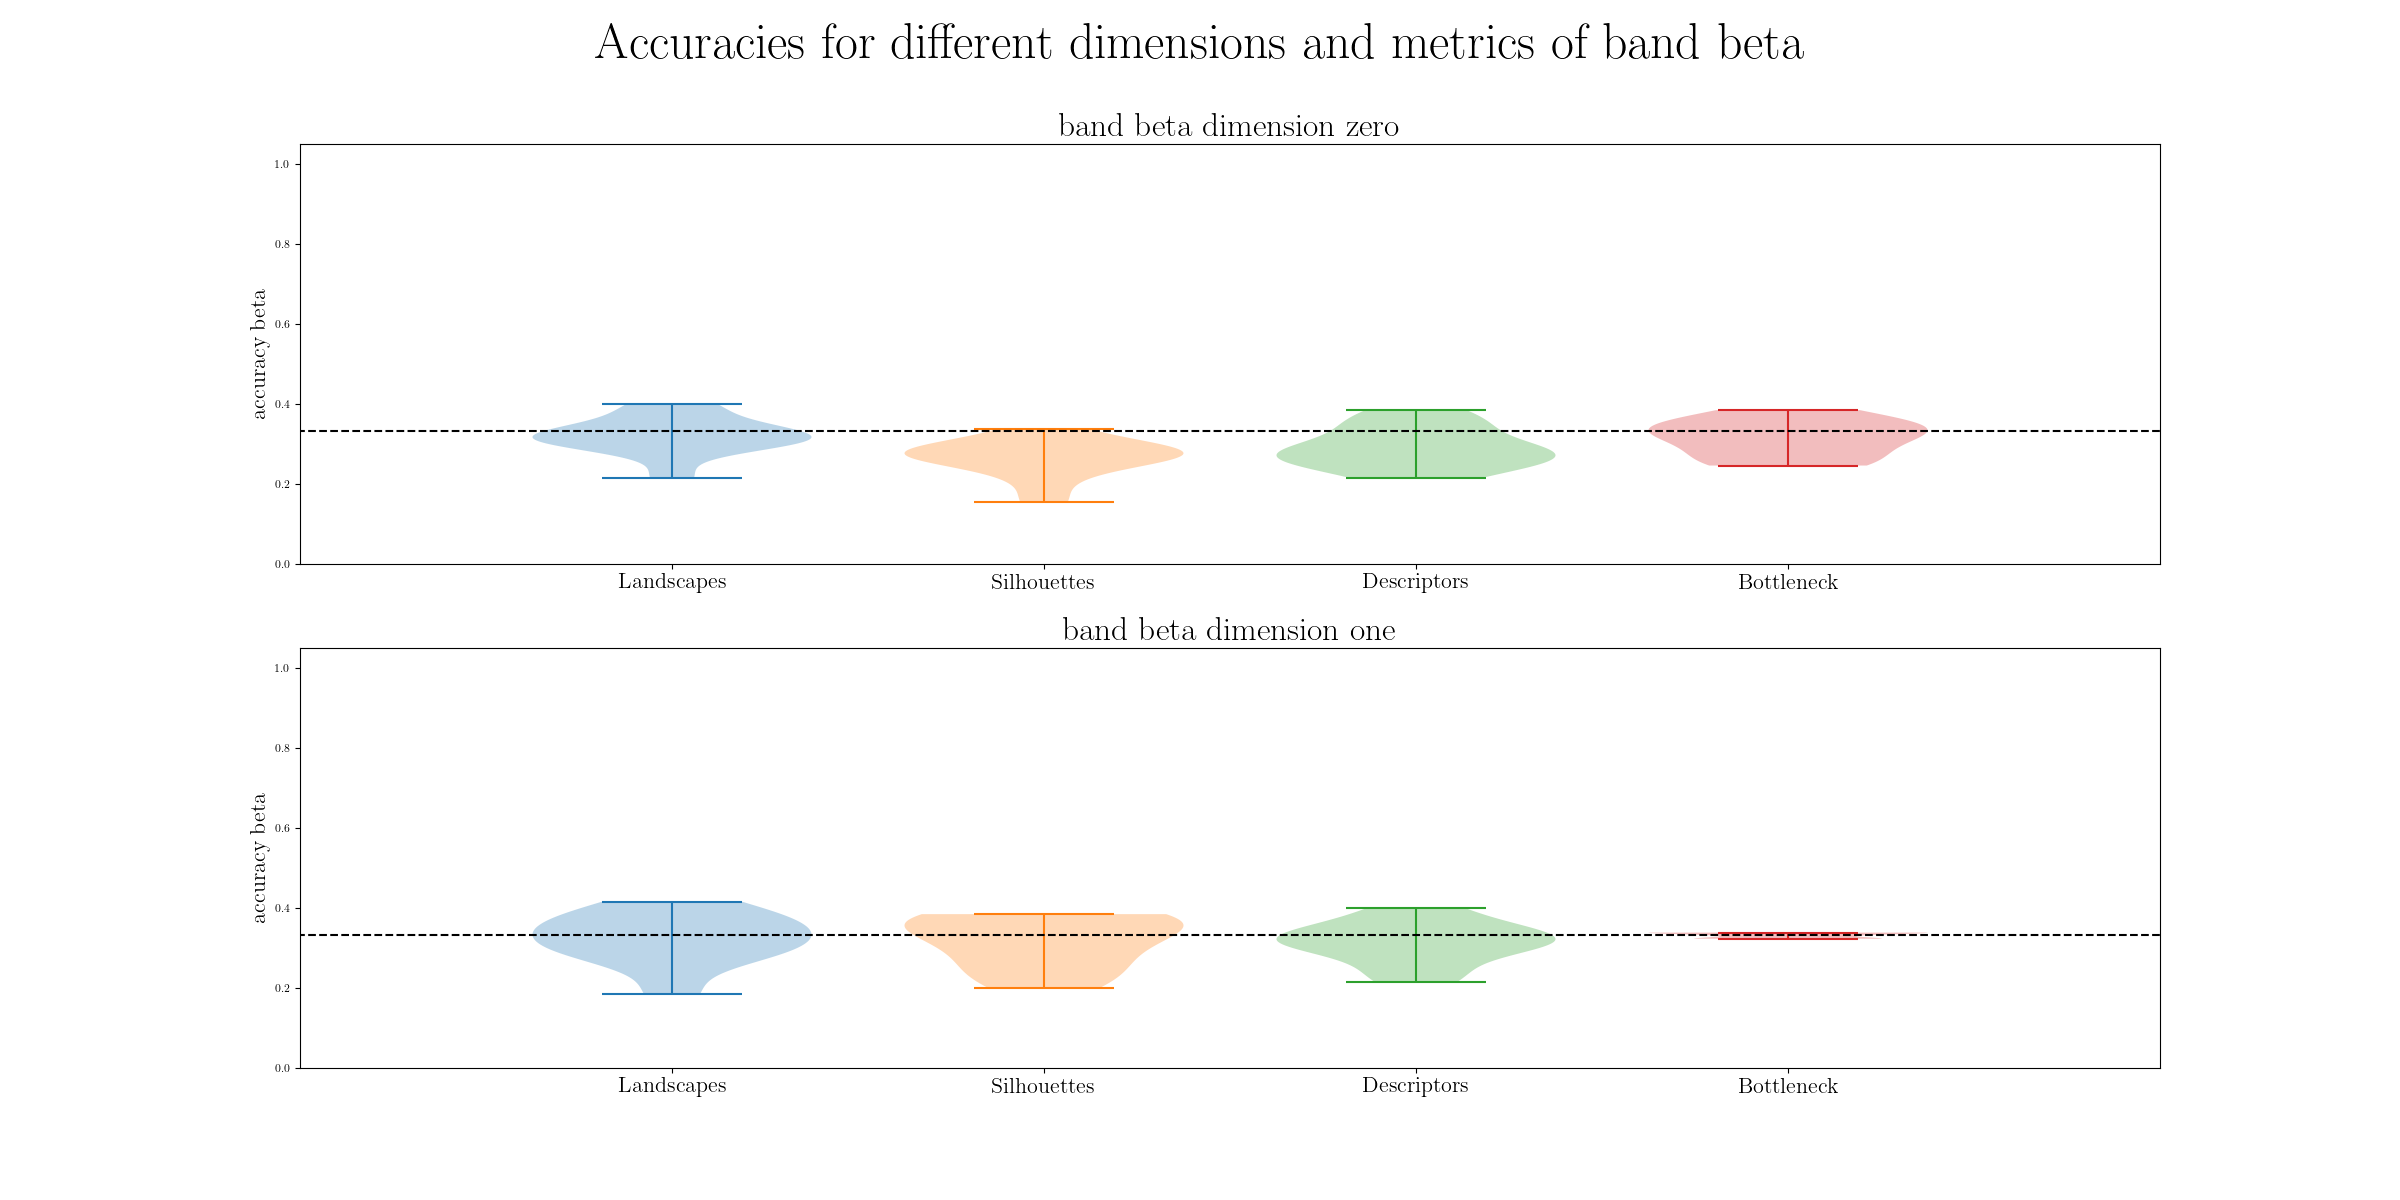 Accuracies for different dimensions and metrics of band beta
band beta dimension zero
1.0
0.8
0.6
0.4
0.2
0.0
accuracy beta
Landscapes Silhouettes Descriptors Bottleneck
band beta dimension one
1.0
0.8
0.6
0.4
0.2
0.0
accuracy beta
Landscapes Silhouettes Descriptors Bottleneck